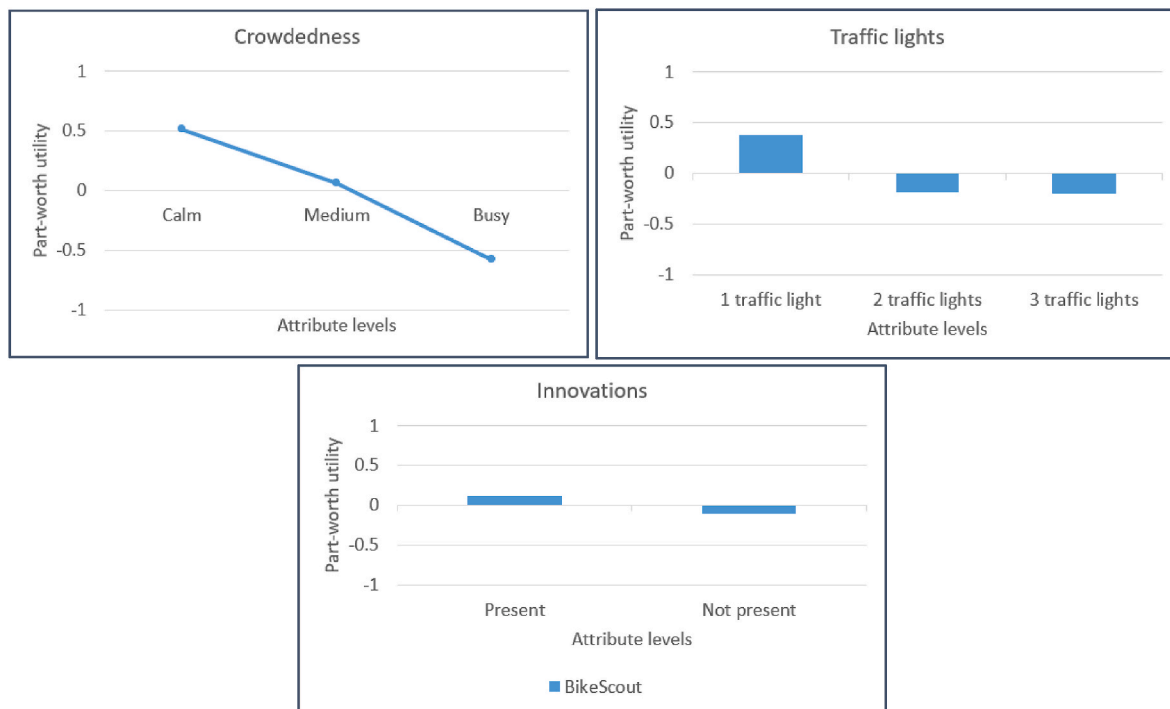 Crowdedness
Part-worth utility
1
0.5
0
-0.5
-1
Calm Medium Busy
Attribute levels
Traffic lights
Part-worth utility
1
0.5
0
-0.5
-1
1 traffic light 2 traffic lights 3 traffic lights
Attribute levels
Innovations
Part-worth utility
1
0.5
0
-0.5
-1
Present Not present
Attribute levels
BikeScout